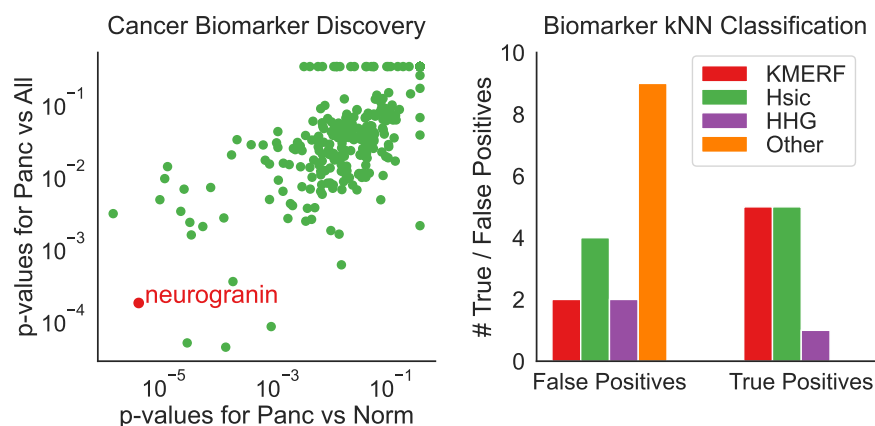 Cancer Biomarker Discovery
p-values for Panc vs All
10⁻¹
10⁻²
10⁻³
10⁻⁴
neurogranin
10⁻⁵
10⁻³
10⁻¹
p-values for Panc vs Norm
Biomarker kNN Classification
# True / False Positives
10
8
6
4
2
0
KMERF
Hsic
HHG
Other
False Positives
True Positives